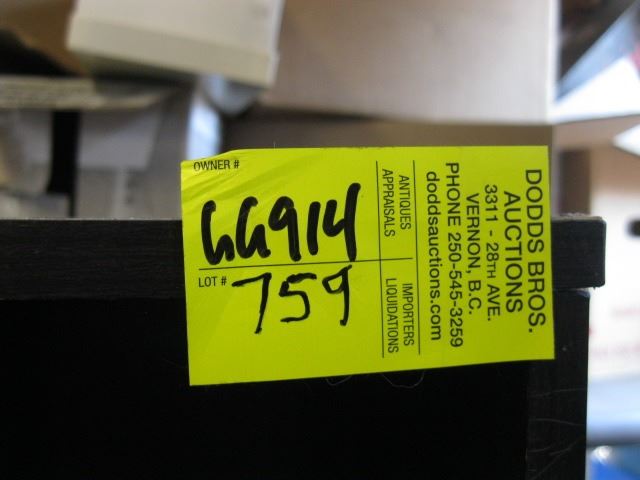 OWNER #
GG914
LOT #
759
ANTIQUES
APPRAISALS
IMPORTERS
LIQUIDATIONS
DODDS BROS.
AUCTIONS
3311 - 28TH AVE.
VERNON, B.C.
PHONE 250-545-3259
doddsauctions.com